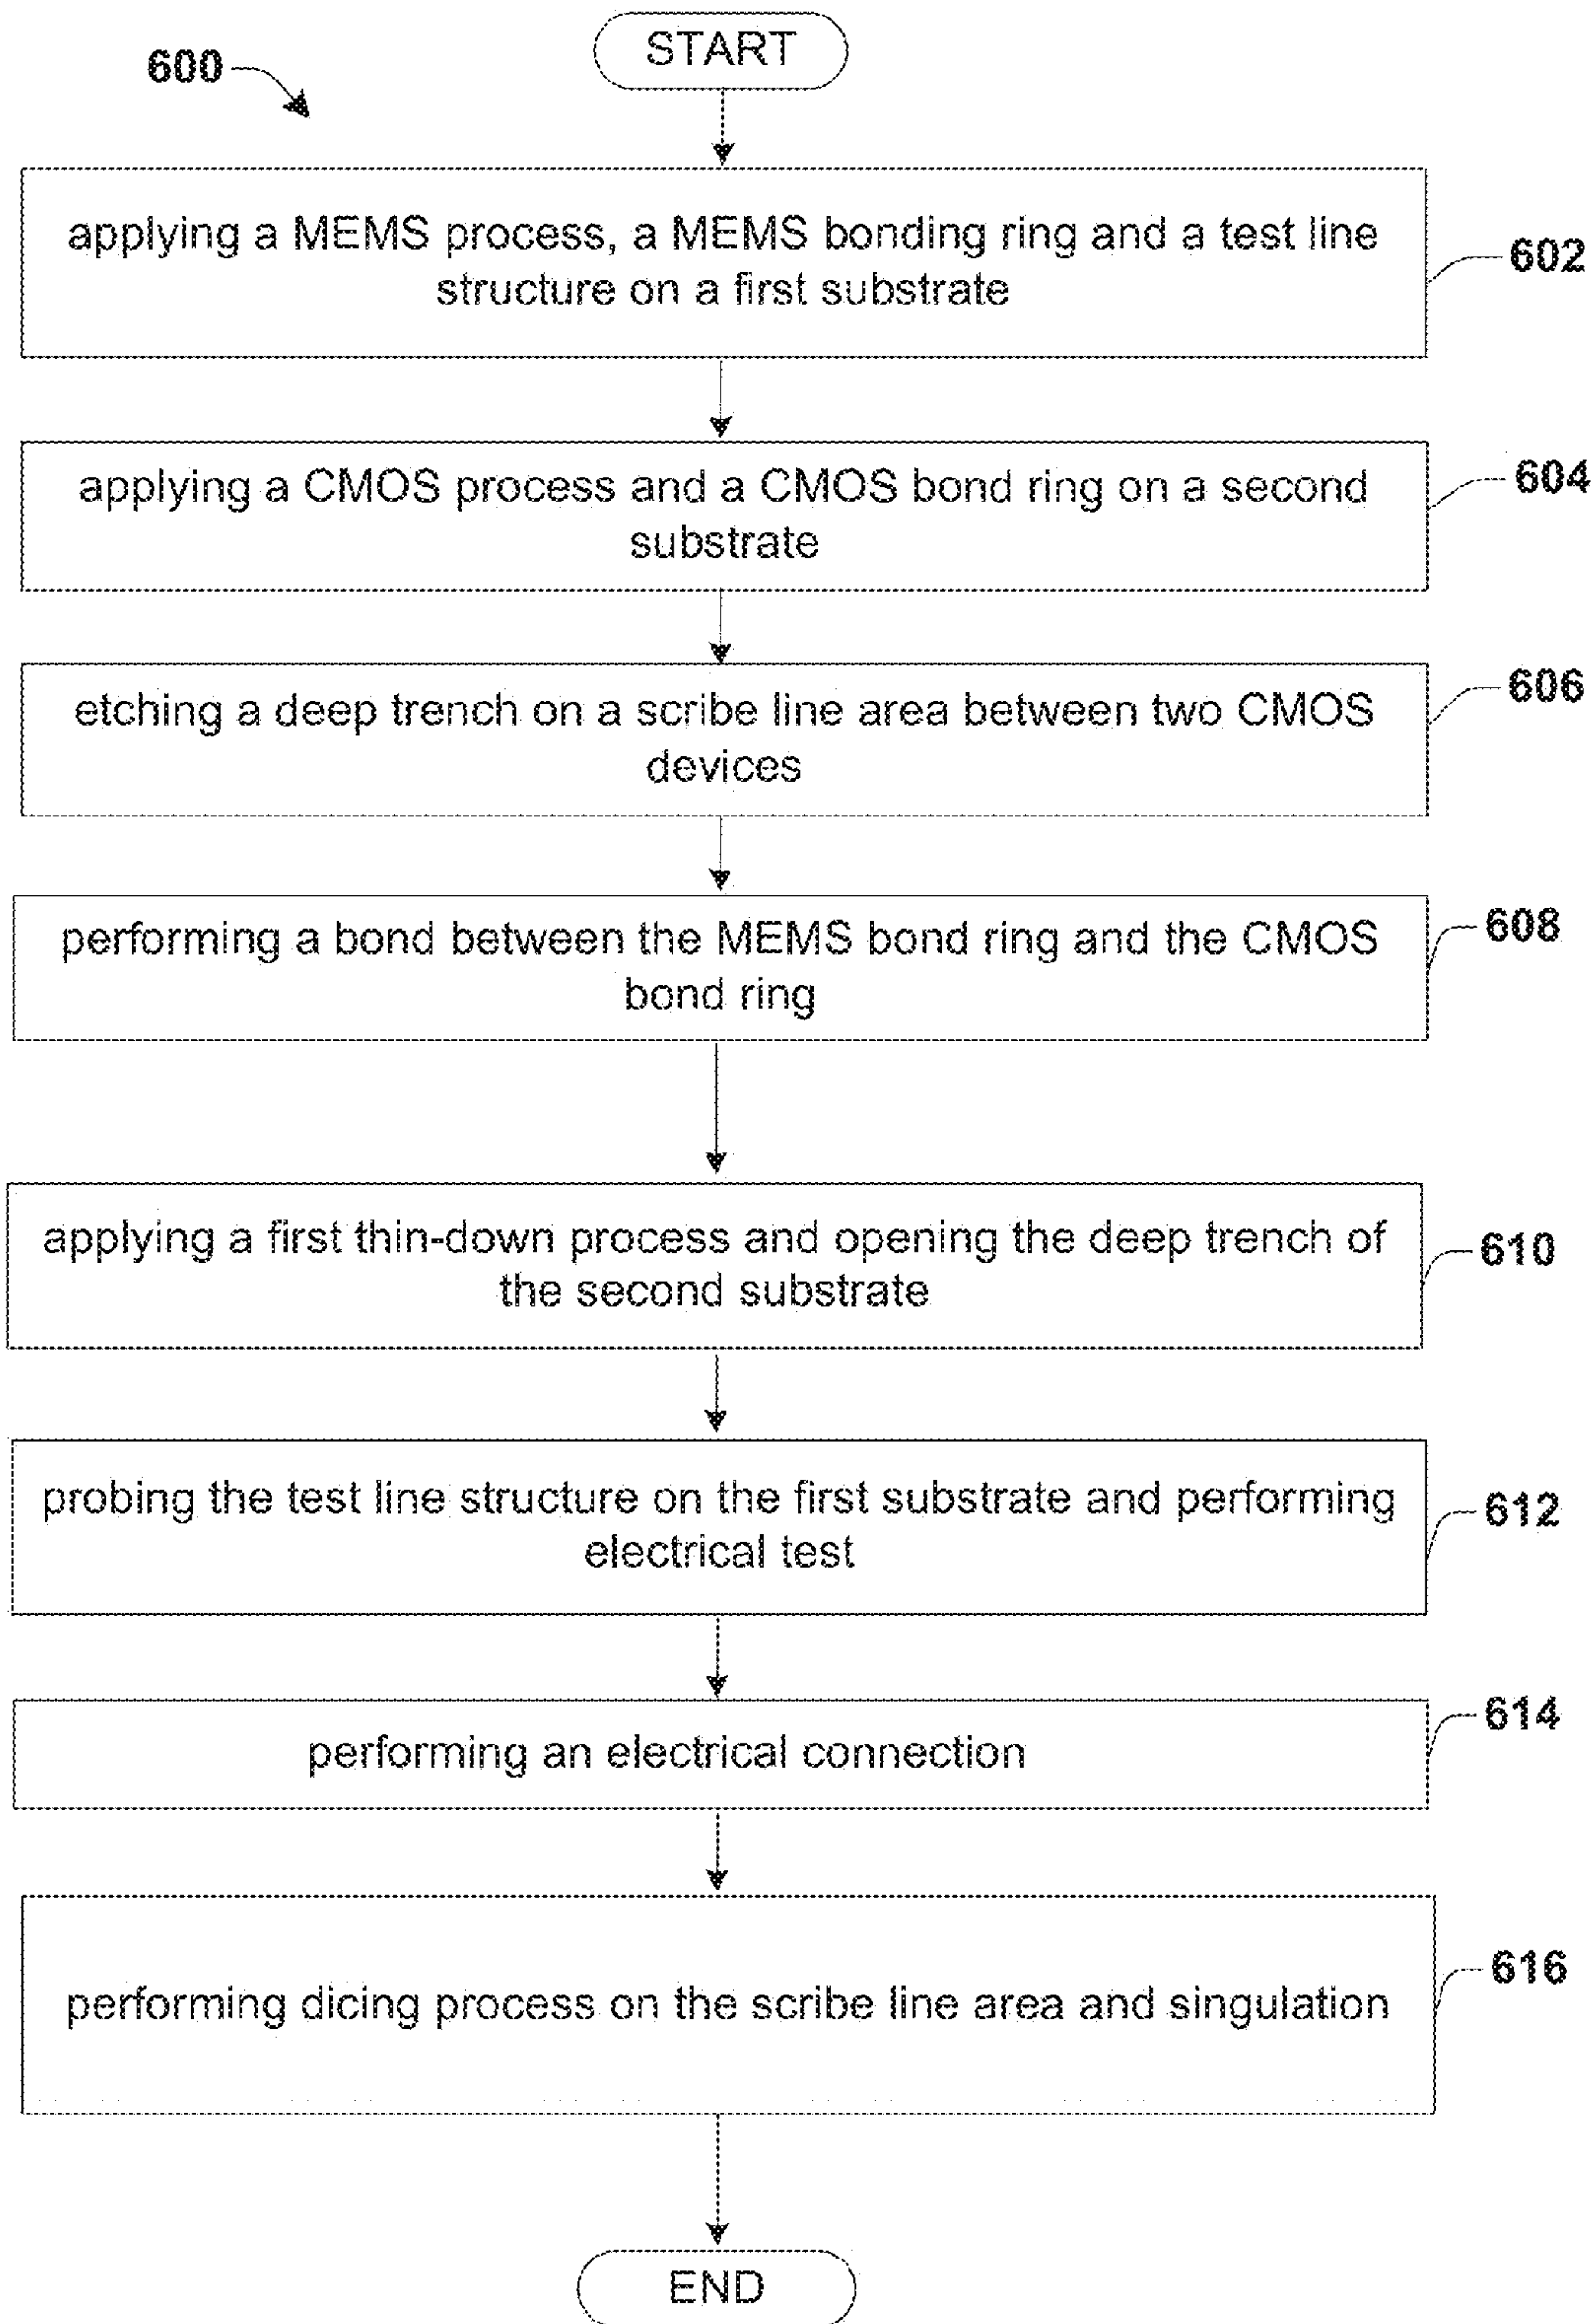 START
600
applying a MEMS process, a MEMS bonding ring and a test line
structure on a first substrate
602
applying a CMOS process and a CMOS bond ring on a second
substrate
604
etching a deep trench on a scribe line area between two CMOS
devices
606
performing a bond between the MEMS bond ring and the CMOS
bond ring
608
applying a first thin-down process and opening the deep trench of
the second substrate
610
probing the test line structure on the first substrate and performing
electrical test
612
performing an electrical connection
614
performing dicing process on the scribe line area and singulation
616
END